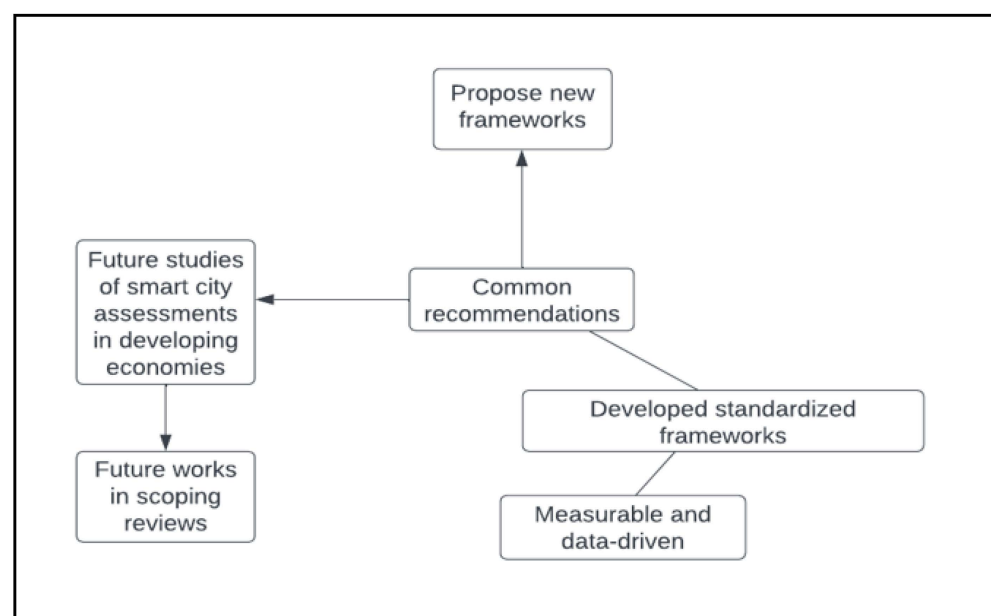 Propose new
frameworks
Future studies
of smart city
assessments
in developing
economies
Common
recommendations
Developed standardized
frameworks
Future works
in scoping
reviews
Measurable and
data-driven